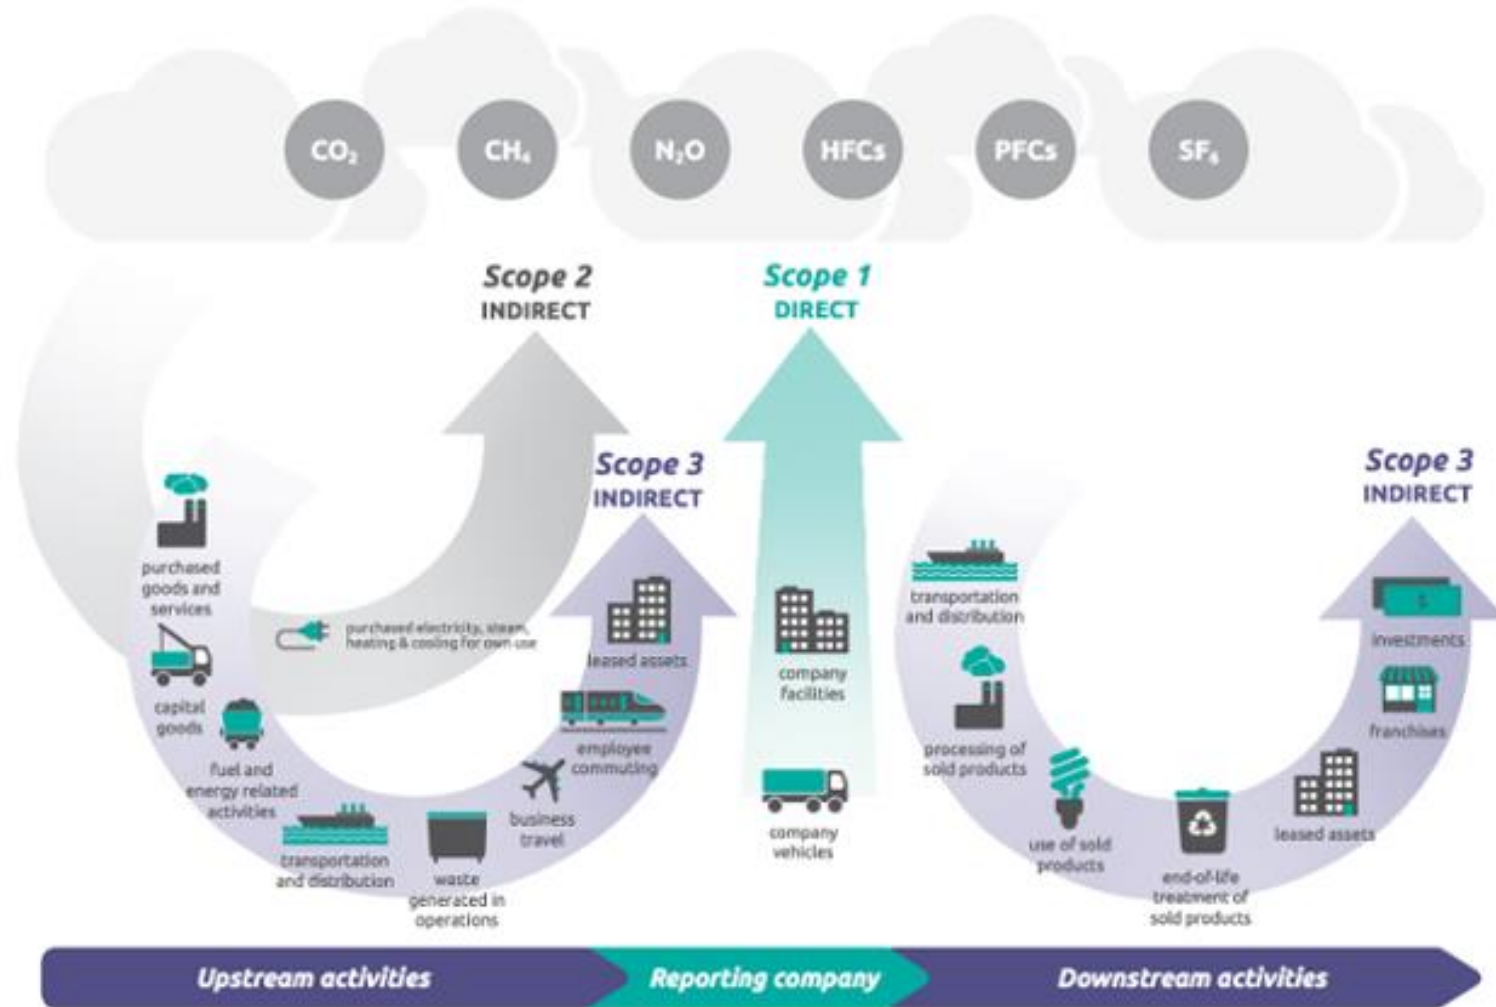 CO₂
CH₄
N₂O
HFCs
PFCs
SF₆
Scope 2
INDIRECT
Scope 1
DIRECT
Scope 3
INDIRECT
Scope 3
INDIRECT
purchased
goods and
services
capital
goods
fuel and
energy related
activities
transportation
and distribution
waste
generated in
operations
business
travel
employee
commuting
leased assets
purchased electricity, steam,
heating & cooling for own use
company
facilities
company
vehicles
transportation
and distribution
processing of
sold products
use of sold
products
end-of-life
treatment of
sold products
leased assets
franchises
$
investments
Upstream activities
Reporting company
Downstream activities